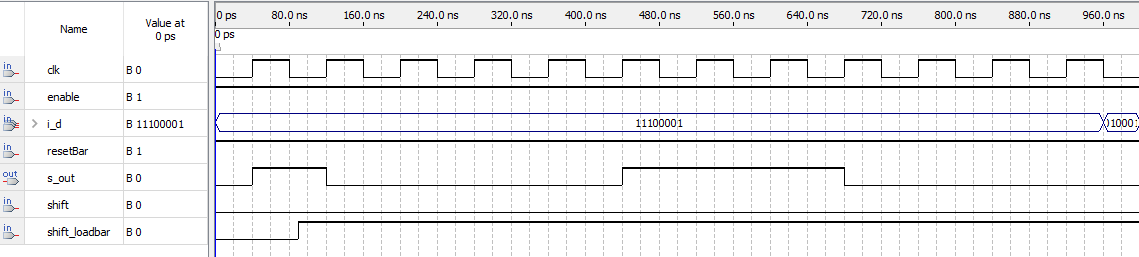 Name Value at 0 ps
0 ps 80.0 ns 160.0 ns 240.0 ns 320.0 ns 400.0 ns 480.0 ns 560.0 ns 640.0 ns 720.0 ns 800.0 ns 880.0 ns 960.0 ns
0 ps
in clk B 0
in enable B 1
in > i_d B 11100001 11100001
in resetBar B 1
out s_out B 0
in shift B 0
in shift_loadbar B 0